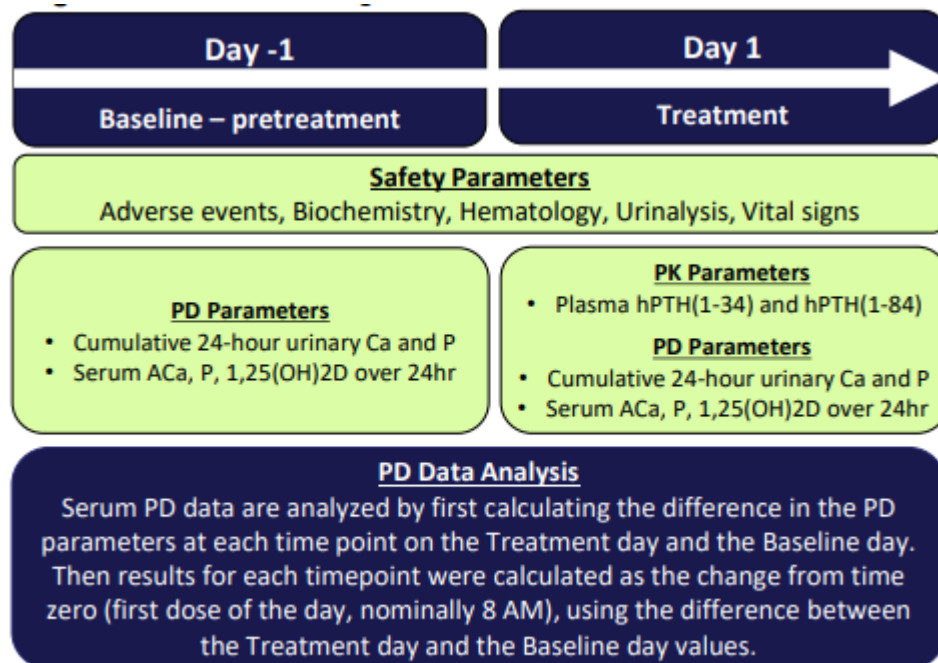 Day -1
Day 1
Baseline – pretreatment
Treatment
Safety Parameters
Adverse events, Biochemistry, Hematology, Urinalysis, Vital signs
PD Parameters
• Cumulative 24-hour urinary Ca and P
• Serum ACa, P, 1,25(OH)2D over 24hr
PK Parameters
• Plasma hPTH(1-34) and hPTH(1-84)
PD Parameters
• Cumulative 24-hour urinary Ca and P
• Serum ACa, P, 1,25(OH)2D over 24hr
PD Data Analysis
Serum PD data are analyzed by first calculating the difference in the PD
parameters at each time point on the Treatment day and the Baseline day.
Then results for each timepoint were calculated as the change from time
zero (first dose of the day, nominally 8 AM), using the difference between
the Treatment day and the Baseline day values.